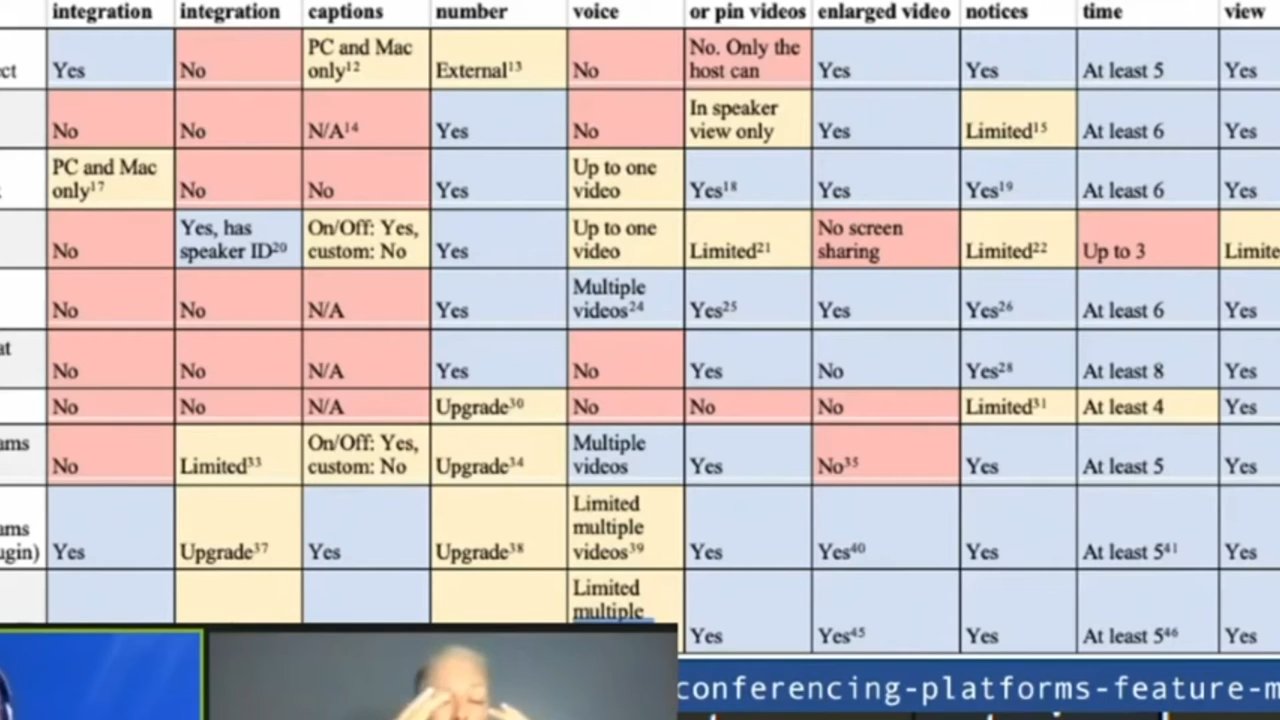 integration integration captions number voice or pin videos enlarged video notices time view
PC and Mac No. Only the
Yes No only¹² External¹³ No host can Yes Yes At least 5 Yes
In speaker
No No N/A¹⁴ Yes No view only Yes Limited¹⁵ At least 6 Yes
PC and Mac Up to one
only¹⁷ No No Yes video Yes¹⁸ Yes Yes¹⁹ At least 6 Yes
Yes, has On/Off: Yes, Up to one No screen
No speaker ID²⁰ custom: No Yes video Limited²¹ sharing Limited²² Up to 3 Limite
Multiple
No No N/A Yes videos²⁴ Yes²⁵ Yes Yes²⁶ At least 6 Yes
No No N/A Yes No Yes No Yes²⁸ At least 8 Yes
No No N/A Upgrade³⁰ No No No Limited³¹ At least 4 Yes
ams On/Off: Yes, Multiple
No Limited³³ custom: No Upgrade³⁴ videos Yes No³⁵ Yes At least 5 Yes
Limited
ams multiple
ugin) Yes Upgrade³⁷ Yes Upgrade³⁸ videos³⁹ Yes Yes⁴⁰ Yes At least 5⁴¹ Yes
Limited
multiple
Yes Yes⁴⁵ Yes At least 5⁴⁶ Yes
conferencing-platforms-feature-m